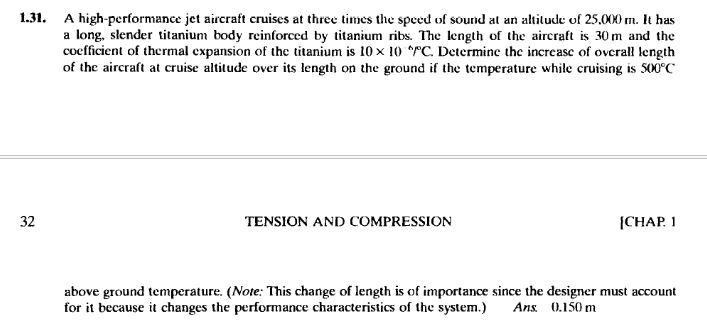 1.31. A high-performance jet aircraft cruises at three times the speed of sound at an altitude of 25,000 m. It has
a long, slender titanium body reinforced by titanium ribs. The length of the aircraft is 30 m and the
coefficient of thermal expansion of the titanium is 10 × 10⁻⁶/°C. Determine the increase of overall length
of the aircraft at cruise altitude over its length on the ground if the temperature while cruising is 500°C
32 TENSION AND COMPRESSION [CHAP. 1
above ground temperature. (Note: This change of length is of importance since the designer must account
for it because it changes the performance characteristics of the system.) Ans. 0.150 m